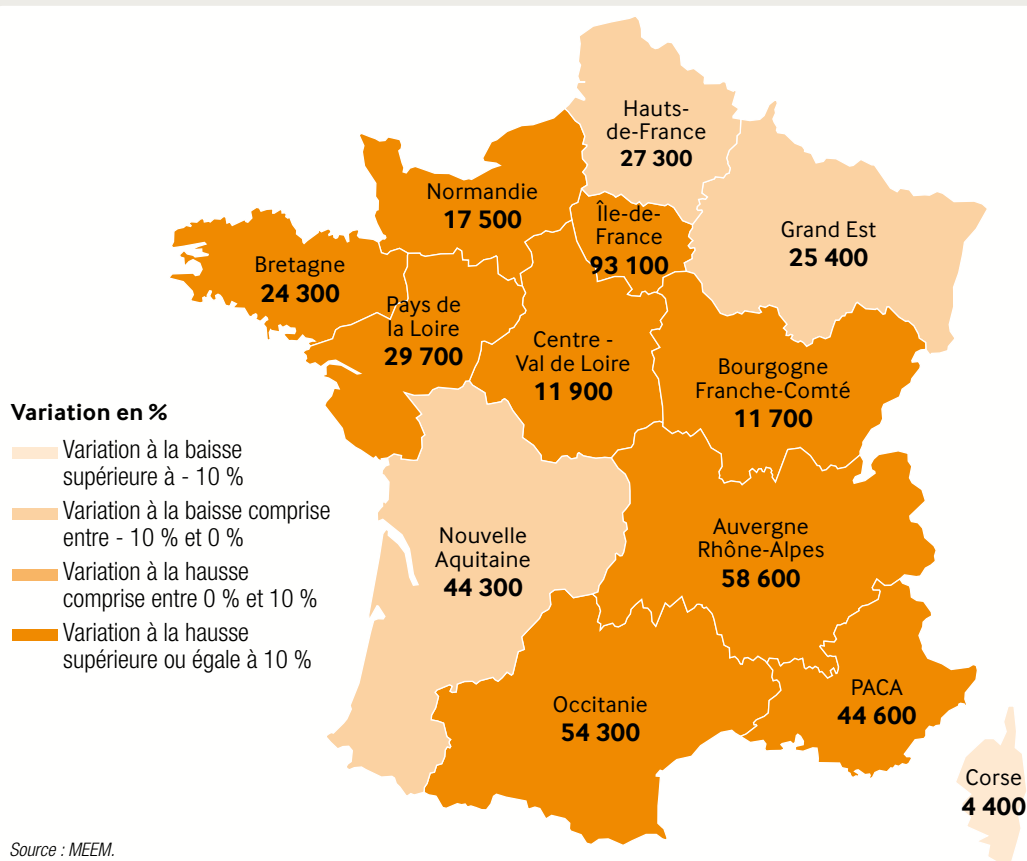 Hauts-
de-France
27 300
Normandie
17 500
Île-de-
France
93 100
Grand Est
25 400
Bretagne
24 300
Pays de
la Loire
29 700
Centre -
Val de Loire
11 900
Bourgogne
Franche-Comté
11 700
Variation en %
Variation à la baisse
supérieure à - 10 %
Variation à la baisse comprise
entre - 10 % et 0 %
Variation à la hausse
comprise entre 0 % et 10 %
Variation à la hausse
supérieure ou égale à 10 %
Nouvelle
Aquitaine
44 300
Auvergne
Rhône-Alpes
58 600
Occitanie
54 300
PACA
44 600
Corse
4 400
Source : MEEM.